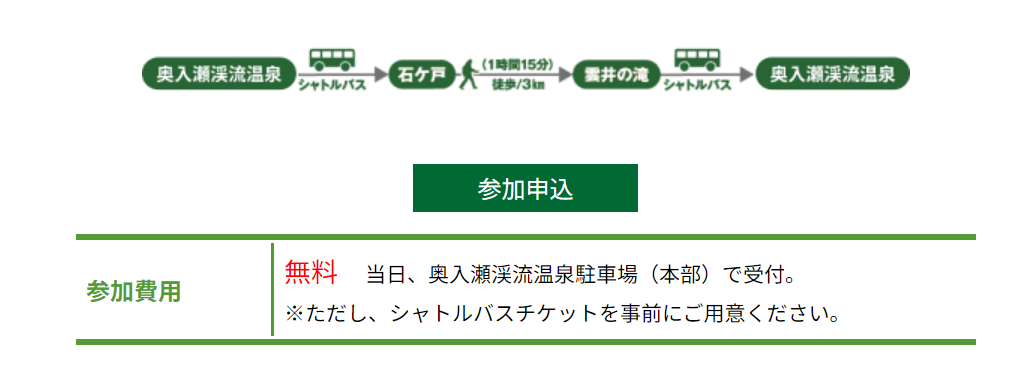 奥入瀬渓流温泉 シャトルバス 石ケ戸 (1時間15分) 徒歩/3㎞ 雲井の滝 シャトルバス 奥入瀬渓流温泉
参加申込
参加費用
無料 当日、奥入瀬渓流温泉駐車場（本部）で受付。
※ただし、シャトルバスチケットを事前にご用意ください。